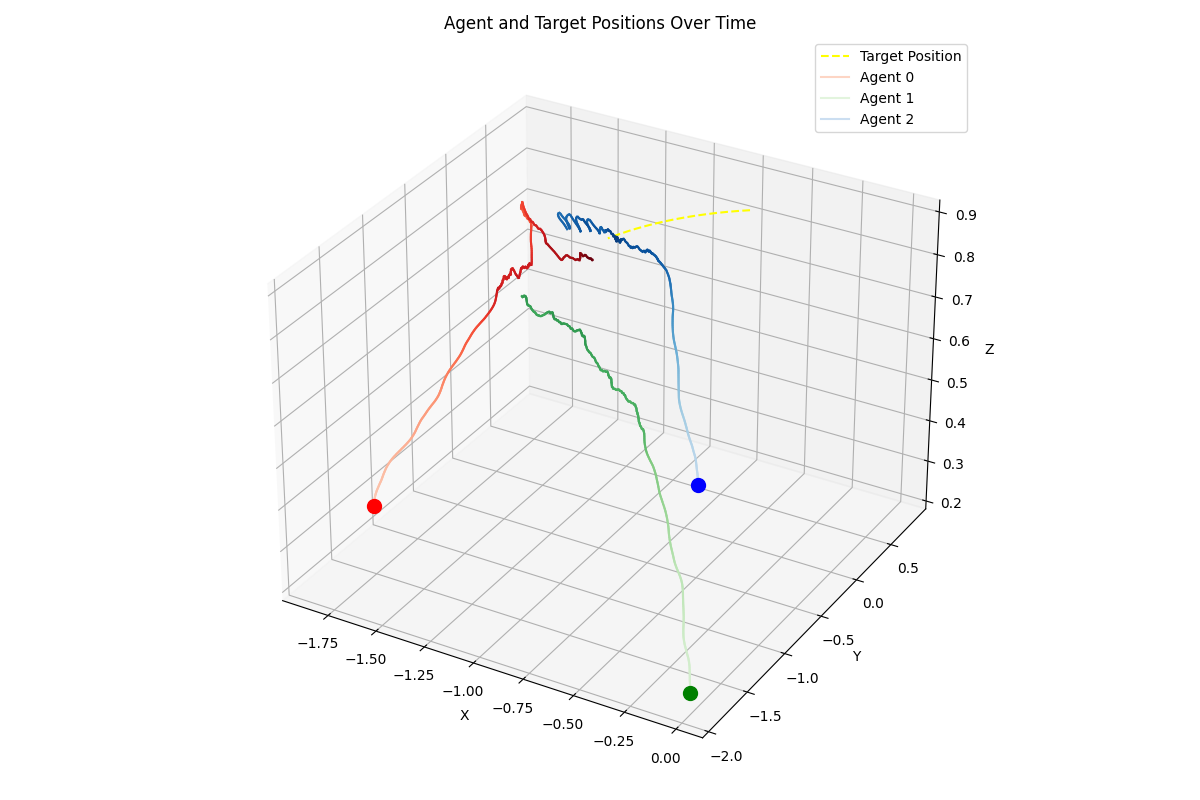 Agent and Target Positions Over Time
Target Position
Agent 0
Agent 1
Agent 2
0.9
0.8
0.7
0.6
0.5
0.4
0.3
0.2
Z
0.5
0.0
−0.5
−1.0
−1.5
−2.0
Y
−1.75
−1.50
−1.25
−1.00
−0.75
−0.50
−0.25
0.00
X